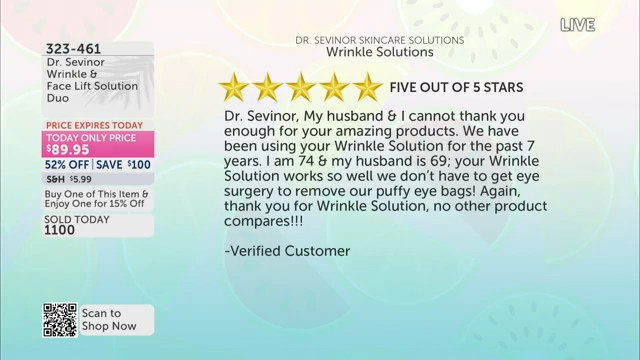 LIVE
323-461
Dr. Sevinor
Wrinkle &
Face Lift Solution
Duo
PRICE EXPIRES TODAY
TODAY ONLY PRICE
$89.95
52% OFF | SAVE $100
S&H $5.99
Buy One of This Item &
Enjoy One for 15% Off
SOLD TODAY
1100
Scan to
Shop Now
DR. SEVINOR SKINCARE SOLUTIONS
Wrinkle Solutions
FIVE OUT OF 5 STARS
Dr. Sevinor, My husband & I cannot thank you
enough for your amazing products. We have
been using your Wrinkle Solution for the past 7
years. I am 74 & my husband is 69; your Wrinkle
Solution works so well we don't have to get eye
surgery to remove our puffy eye bags! Again,
thank you for Wrinkle Solution, no other product
compares!!!
-Verified Customer